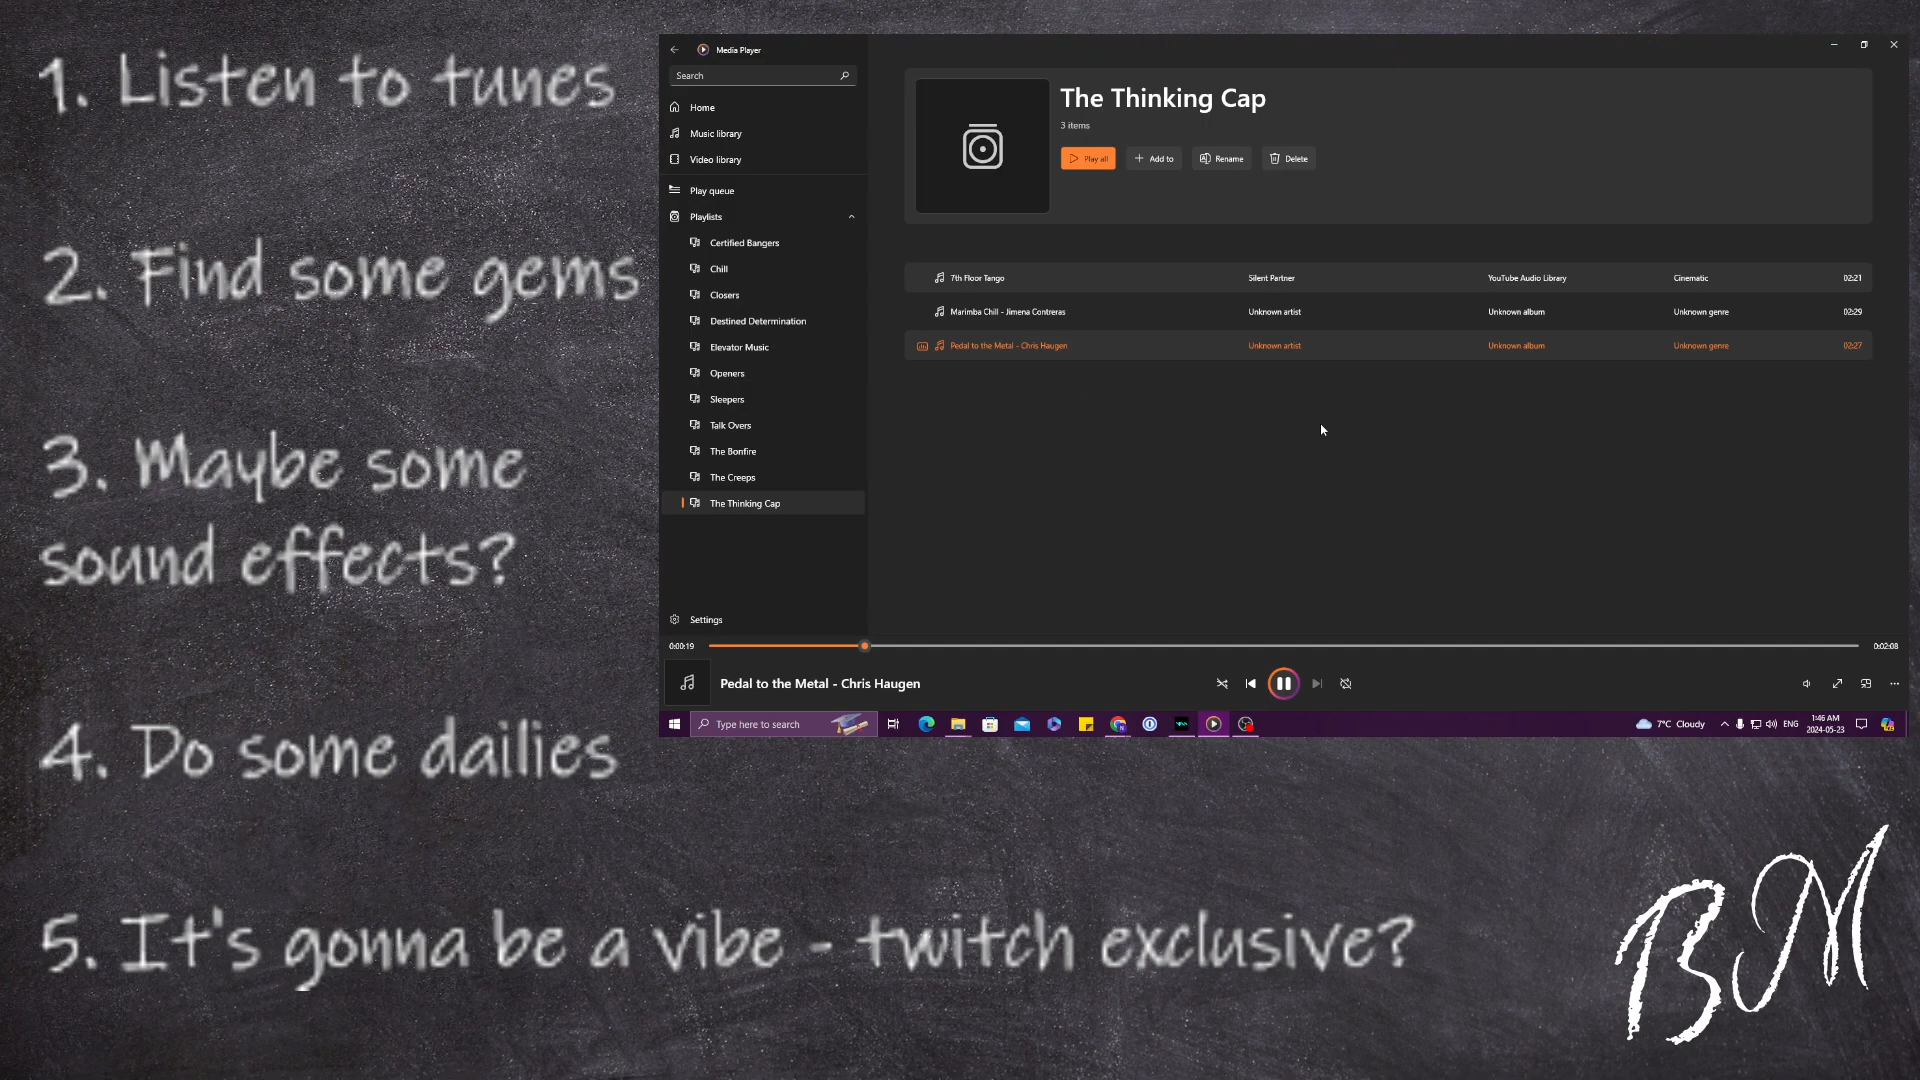 1. Listen to tunes
2. Find some gems
3. Maybe some
sound effects?
4. Do some dailies
5. It's gonna be a vibe - twitch exclusive?
BM
Media Player
Search
Home
Music library
Video library
Play queue
Playlists
Certified Bangers
Chill
Closers
Destined Determination
Elevator Music
Openers
Sleepers
Talk Overs
The Bonfire
The Creeps
The Thinking Cap
Settings
The Thinking Cap
3 items
Play all Add to Rename Delete
7th Floor Tango Silent Partner YouTube Audio Library Cinematic 02:21
Marimba Chill - Jimena Contreras Unknown artist Unknown album Unknown genre 02:29
Pedal to the Metal - Chris Haugen Unknown artist Unknown album Unknown genre 02:27
0:00:19 0:02:08
Pedal to the Metal - Chris Haugen
Type here to search 7°C Cloudy ENG 1:46 AM
2024-05-23